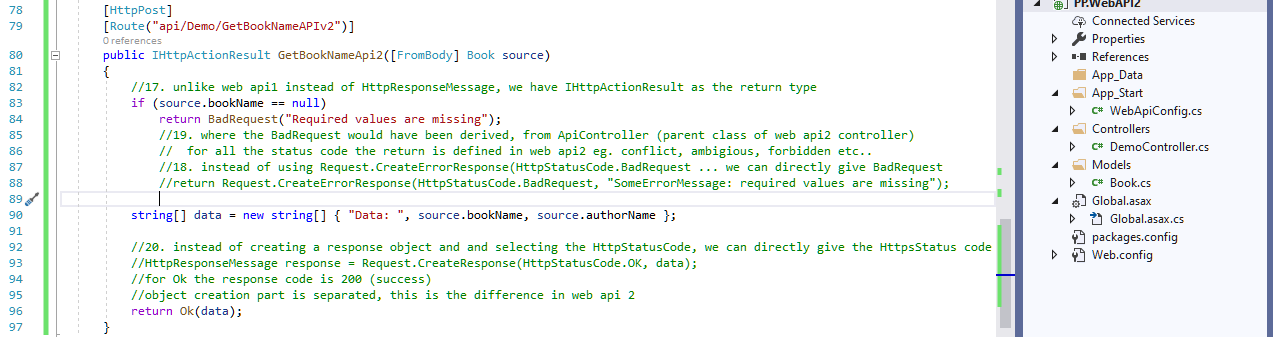 78 [HttpPost]
79 [Route("api/Demo/GetBookNameAPIv2")]
0 references
80 public IHttpActionResult GetBookNameApi2([FromBody] Book source)
81 {
82 //17. unlike web api1 instead of HttpResponseMessage, we have IHttpActionResult as the return type
83 if (source.bookName == null)
84 return BadRequest("Required values are missing");
85 //19. where the BadRequest would have been derived, from ApiController (parent class of web api2 controller)
86 // for all the status code the return is defined in web api2 eg. conflict, ambigious, forbidden etc..
87 //18. instead of using Request.CreateErrorResponse(HttpStatusCode.BadRequest ... we can directly give BadRequest
88 //return Request.CreateErrorResponse(HttpStatusCode.BadRequest, "SomeErrorMessage: required values are missing");
89
90 string[] data = new string[] { "Data: ", source.bookName, source.authorName };
91
92 //20. instead of creating a response object and and selecting the HttpStatusCode, we can directly give the HttpsStatus code
93 //HttpResponseMessage response = Request.CreateResponse(HttpStatusCode.OK, data);
94 //for Ok the response code is 200 (success)
95 //object creation part is separated, this is the difference in web api 2
96 return Ok(data);
97 }
PP.WebAPI2
Connected Services
Properties
References
App_Data
App_Start
C# WebApiConfig.cs
Controllers
C# DemoController.cs
Models
C# Book.cs
Global.asax
C# Global.asax.cs
packages.config
Web.config